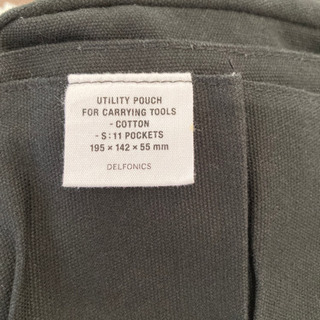 UTILITY POUCH
FOR CARRYING TOOLS
- COTTON
- S: 11 POCKETS
195 × 142 × 55 mm
DELFONICS